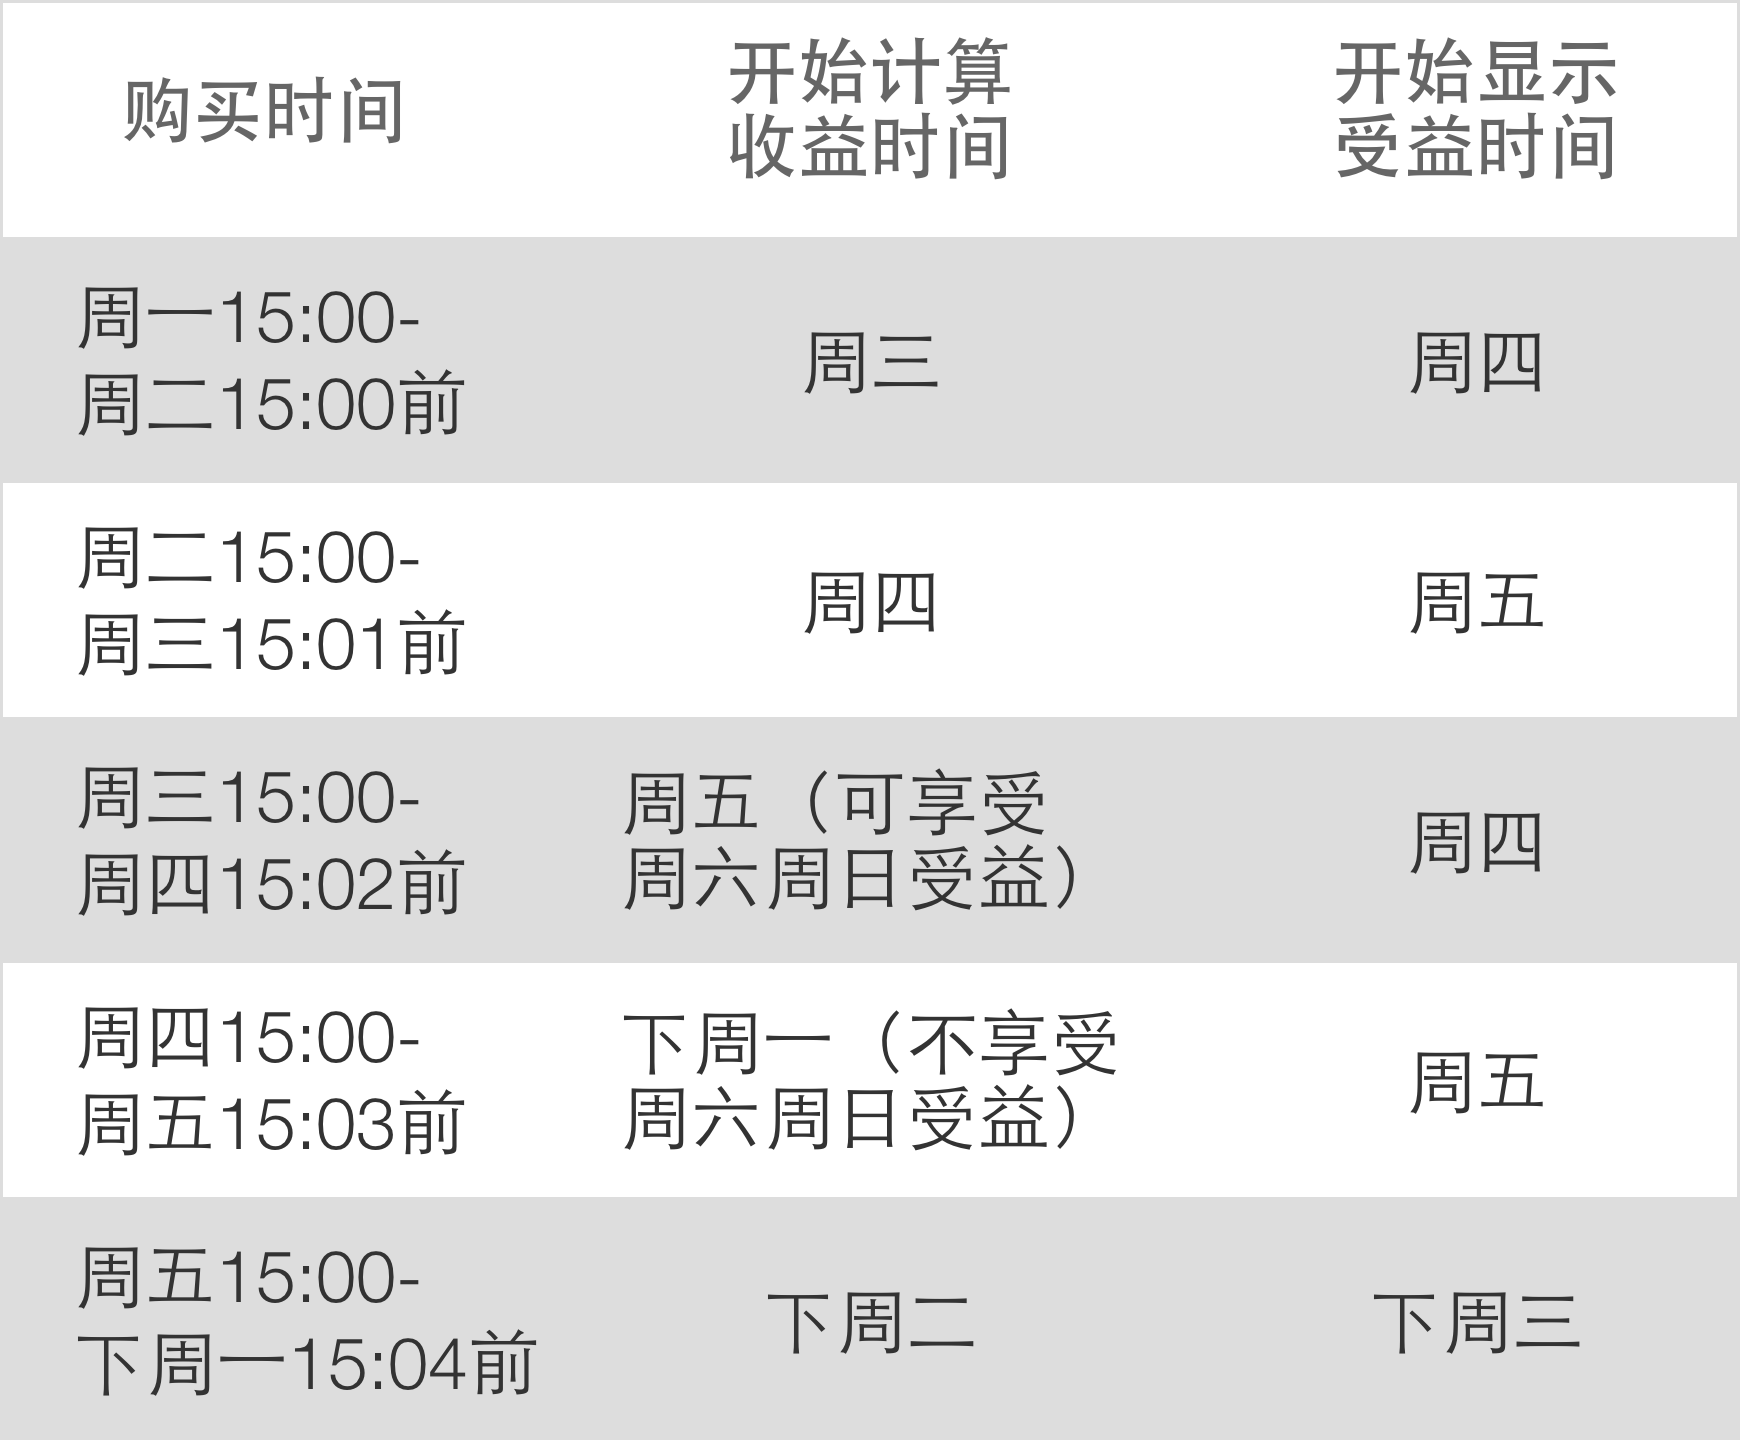 购买时间
开始计算
收益时间
开始显示
受益时间
周一15:00-
周二15:00前
周三
周四
周二15:00-
周三15:01前
周四
周五
周三15:00-
周四15:02前
周五（可享受
周六周日受益）
周四
周四15:00-
周五15:03前
下周一（不享受
周六周日受益）
周五
周五15:00-
下周一15:04前
下周二
下周三